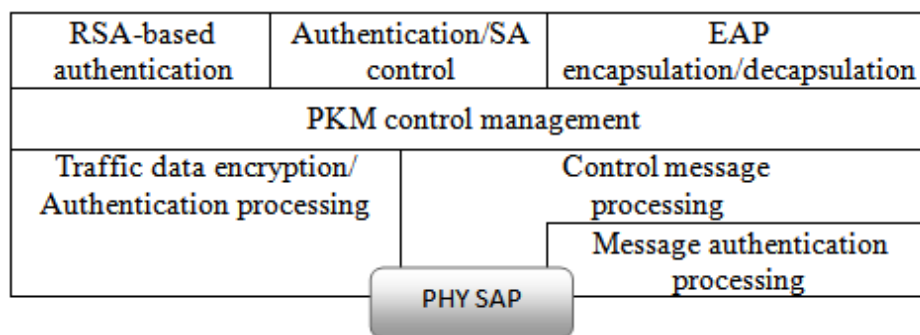 RSA-based
authentication
Authentication/SA
control
EAP
encapsulation/decapsulation
PKM control management
Traffic data encryption/
Authentication processing
Control message
processing
Message authentication
processing
PHY SAP